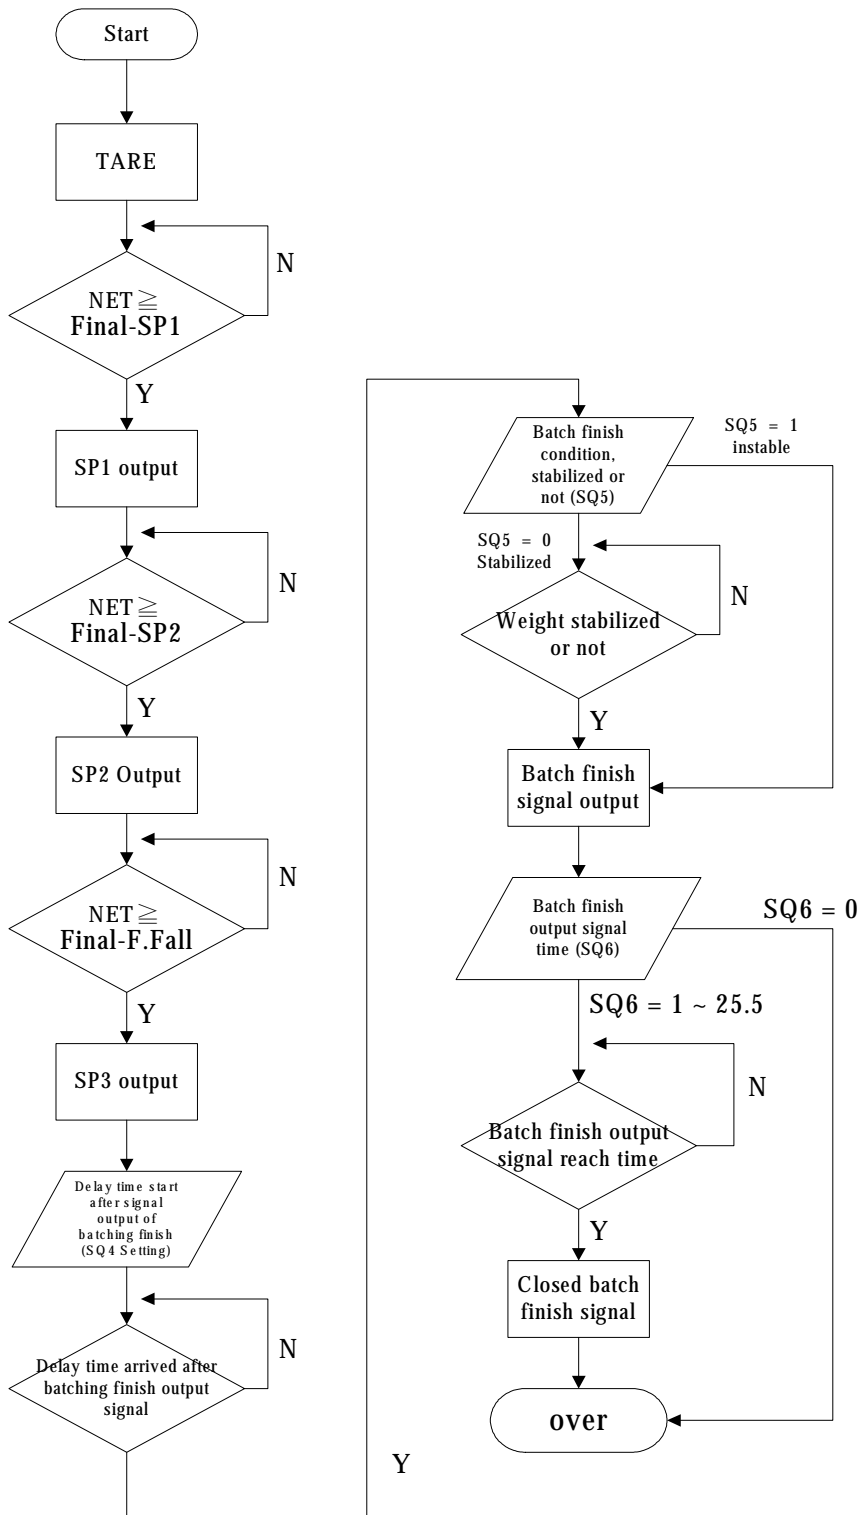 Start
TARE
N
NET ≧
Final-SP1
Y
SP1 output
N
NET ≧
Final-SP2
Y
SP2 Output
N
NET ≧
Final-F.Fall
Y
SP3 output
Delay time start
after signal
output of
batching finish
(SQ4 Setting)
N
Delay time arrived after
batching finish output
signal
Y
Batch finish
condition,
stabilized or
not (SQ5)
SQ5 = 1
instable
SQ5 = 0
Stabilized
N
Weight stabilized
or not
Y
Batch finish
signal output
Batch finish
output signal
time (SQ6)
SQ6 = 0
SQ6 = 1 ~ 25.5
N
Batch finish output
signal reach time
Y
Closed batch
finish signal
over